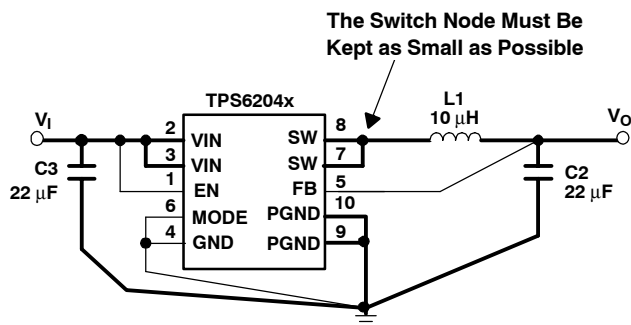 The Switch Node Must Be
Kept as Small as Possible
TPS6204x
VI
C3
22 μF
2 VIN
3 VIN
1 EN
6 MODE
4 GND
SW 8
SW 7
FB 5
PGND 10
PGND 9
L1
10 μH
VO
C2
22 μF